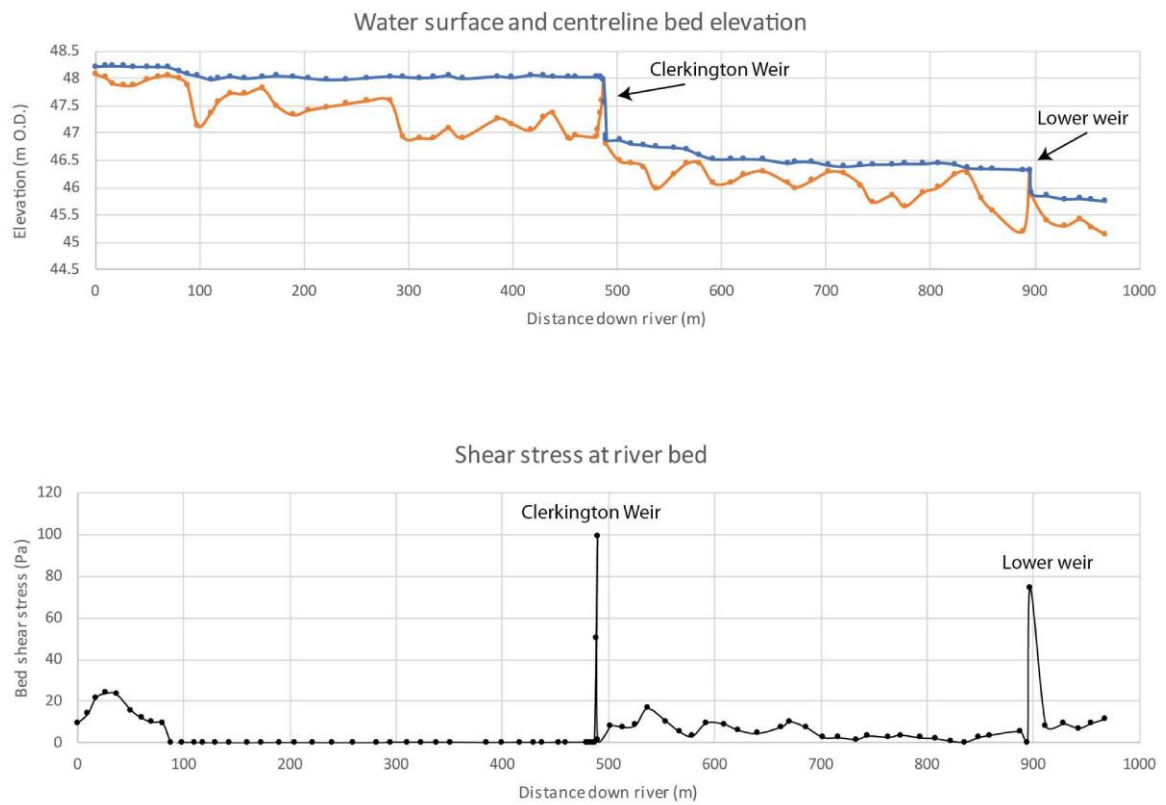 Water surface and centreline bed elevation
48.5
48
47.5
47
46.5
46
45.5
45
44.5
Elevation (m O.D.)
Clerkington Weir
Lower weir
0 100 200 300 400 500 600 700 800 900 1000
Distance down river (m)
Shear stress at river bed
120
100
80
60
40
20
0
Bed shear stress (Pa)
Clerkington Weir
Lower weir
0 100 200 300 400 500 600 700 800 900 1000
Distance down river (m)